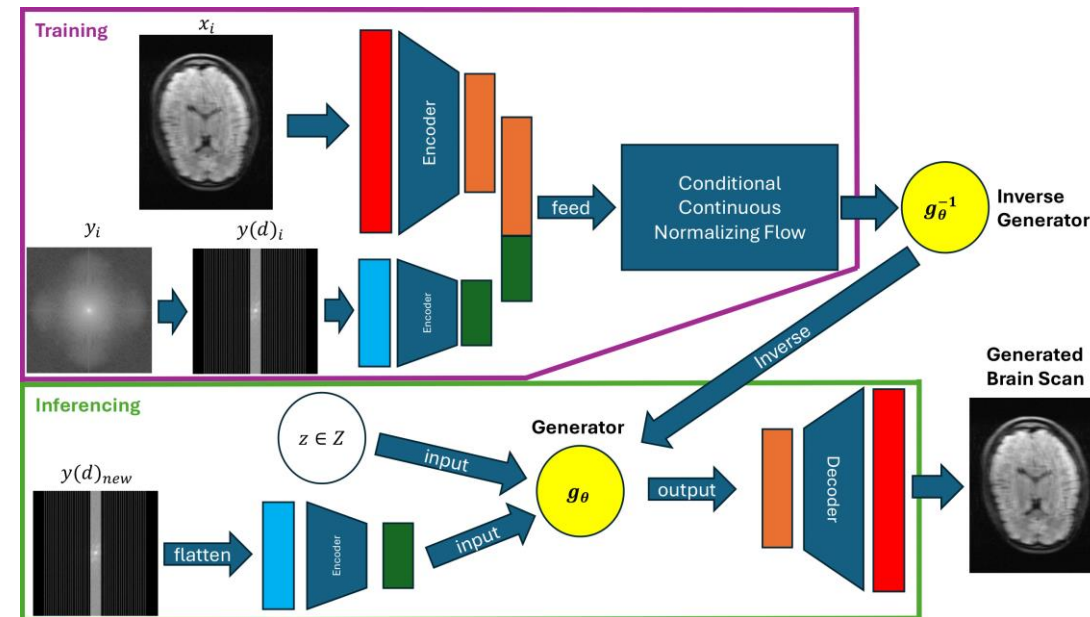 Training
x_i
Encoder
y_i
y(d)_i
Encoder
feed
Conditional
Continuous
Normalizing Flow
g_θ^{-1}
Inverse
Generator
Inverse
Inferencing
z ∈ Z
input
Generator
g_θ
output
Decoder
Generated
Brain Scan
y(d)_{new}
flatten
Encoder
input